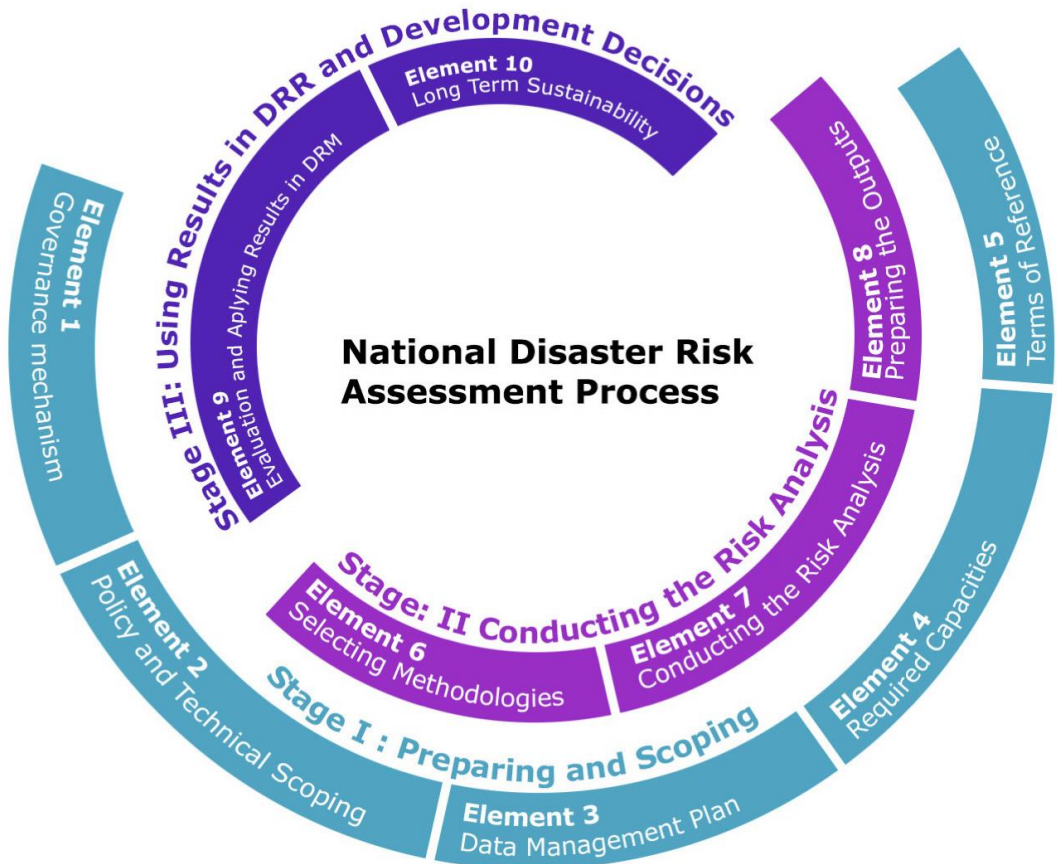 National Disaster Risk
Assessment Process
Stage I : Preparing and Scoping
Element 1
Governance mechanism
Element 2
Policy and Technical Scoping
Element 3
Data Management Plan
Element 4
Required Capacities
Element 5
Terms of Reference
Stage: II Conducting the Risk Analysis
Element 6
Selecting Methodologies
Element 7
Conducting the Risk Analysis
Element 8
Preparing the Outputs
Stage III: Using Results in DRR and Development Decisions
Element 9
Evaluation and Aplying Results in DRM
Element 10
Long Term Sustainability